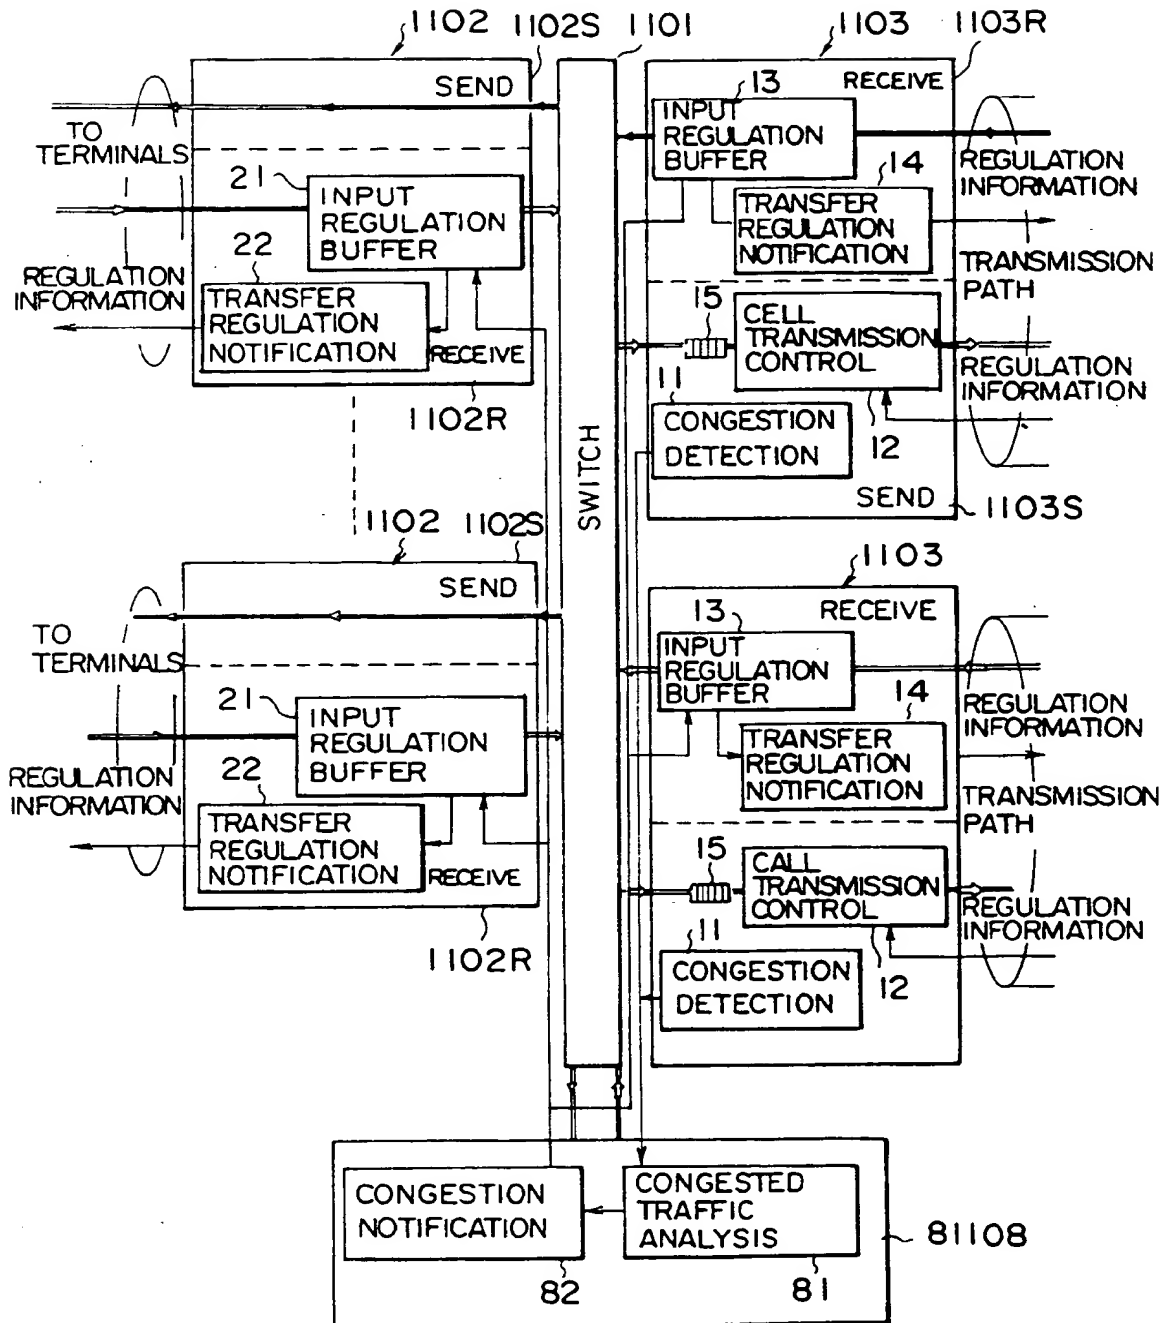 1102
1102S
1101
1103
1103R
SEND
RECEIVE
13
INPUT
REGULATION
BUFFER
TO
TERMINALS
REGULATION
INFORMATION
14
21
INPUT
REGULATION
BUFFER
TRANSFER
REGULATION
NOTIFICATION
22
REGULATION
INFORMATION
TRANSMISSION
PATH
TRANSFER
REGULATION
NOTIFICATION
RECEIVE
15
CELL
TRANSMISSION
CONTROL
REGULATION
INFORMATION
11
1102R
CONGESTION
DETECTION
12
SWITCH
SEND
1103S
1102
1102S
1103
SEND
RECEIVE
13
TO
TERMINALS
INPUT
REGULATION
BUFFER
14
REGULATION
INFORMATION
21
INPUT
REGULATION
BUFFER
TRANSFER
REGULATION
NOTIFICATION
22
REGULATION
INFORMATION
TRANSMISSION
PATH
TRANSFER
REGULATION
NOTIFICATION
RECEIVE
15
CALL
TRANSMISSION
CONTROL
REGULATION
INFORMATION
11
1102R
CONGESTION
DETECTION
12
CONGESTION
NOTIFICATION
CONGESTED
TRAFFIC
ANALYSIS
81108
82
81